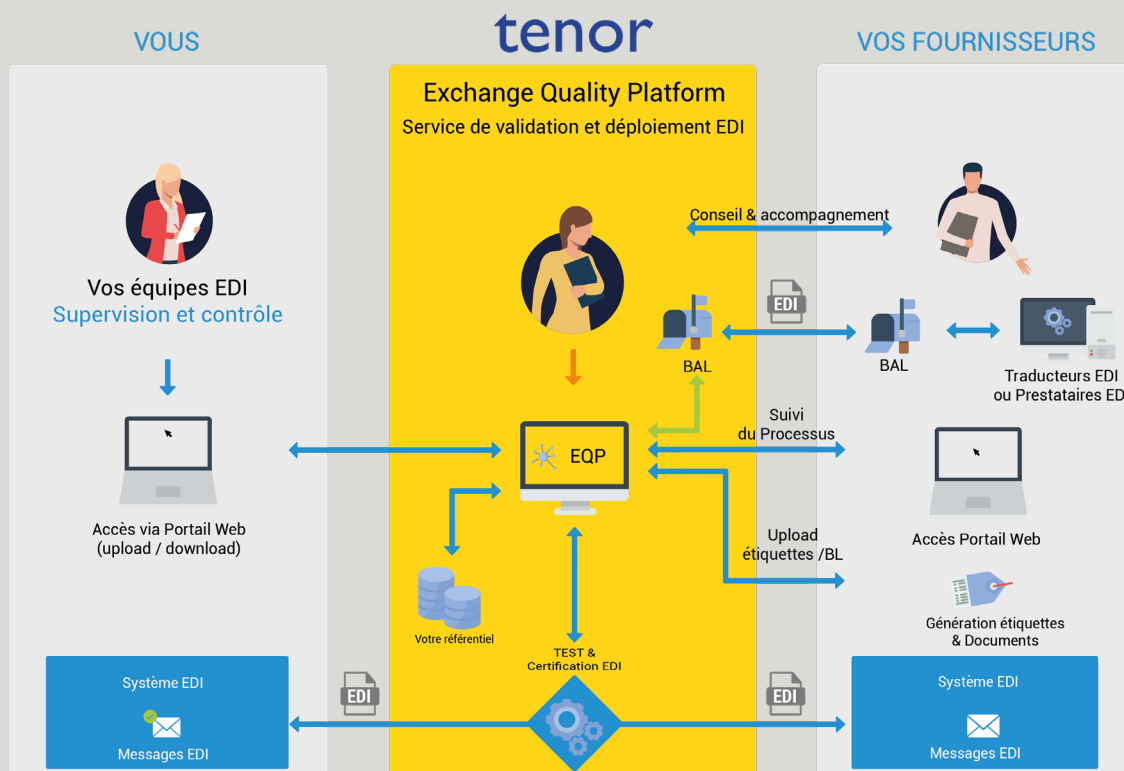 VOUS
tenor
VOS FOURNISSEURS
Exchange Quality Platform
Service de validation et déploiement EDI
Conseil & accompagnement
Vos équipes EDI
Supervision et contrôle
EDI
BAL
BAL
Traducteurs EDI
ou Prestataires ED
Suivi
du Processus
EQP
Accès via Portail Web
(upload / download)
Upload
étiquettes /BL
Accès Portail Web
Votre référentiel
Génération étiquettes
& Documents
TEST &
Certification EDI
Système EDI
Messages EDI
EDI
EDI
Système EDI
Messages EDI